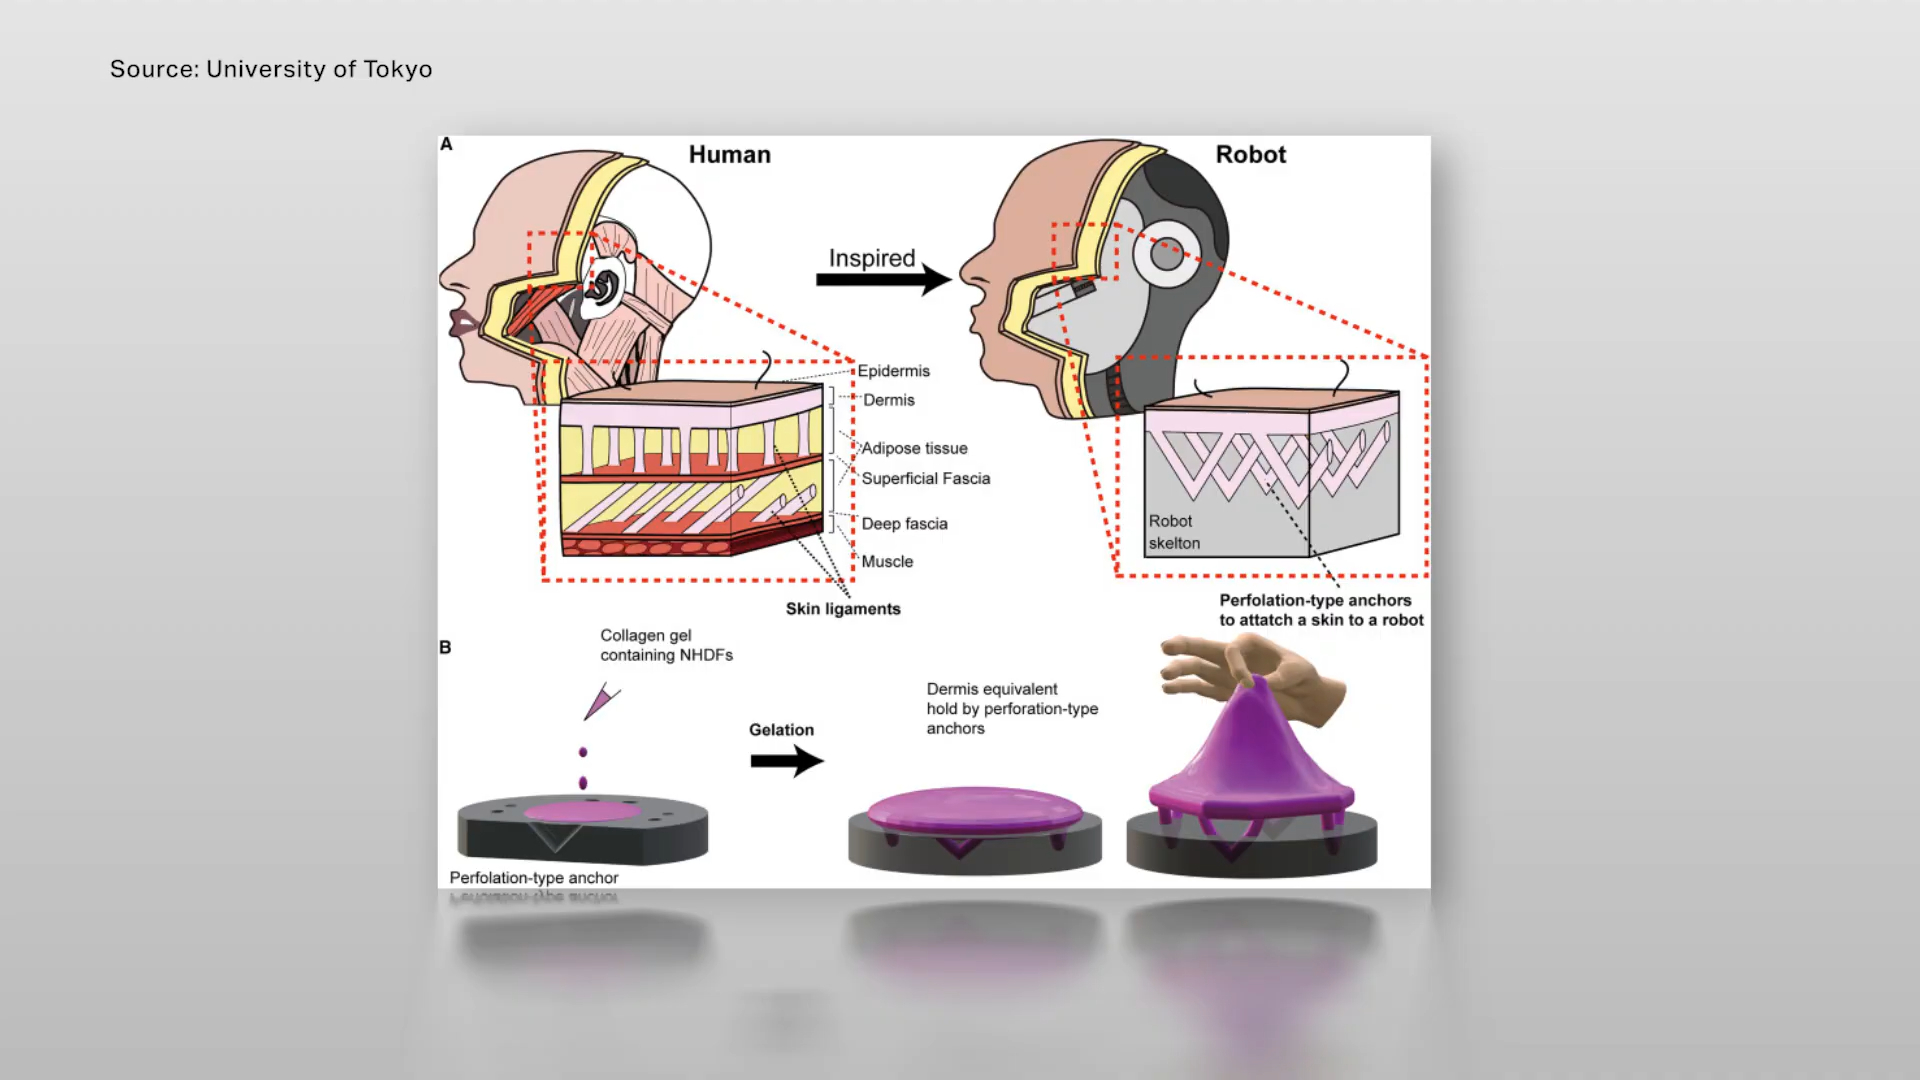 Source: University of Tokyo
A
Human
Robot
Inspired
Epidermis
Dermis
Adipose tissue
Superficial Fascia
Deep fascia
Muscle
Skin ligaments
Robot
skelton
Perfolation-type anchors
to attatch a skin to a robot
B
Collagen gel
containing NHDFs
Gelation
Dermis equivalent
hold by perforation-type
anchors
Perfolation-type anchor